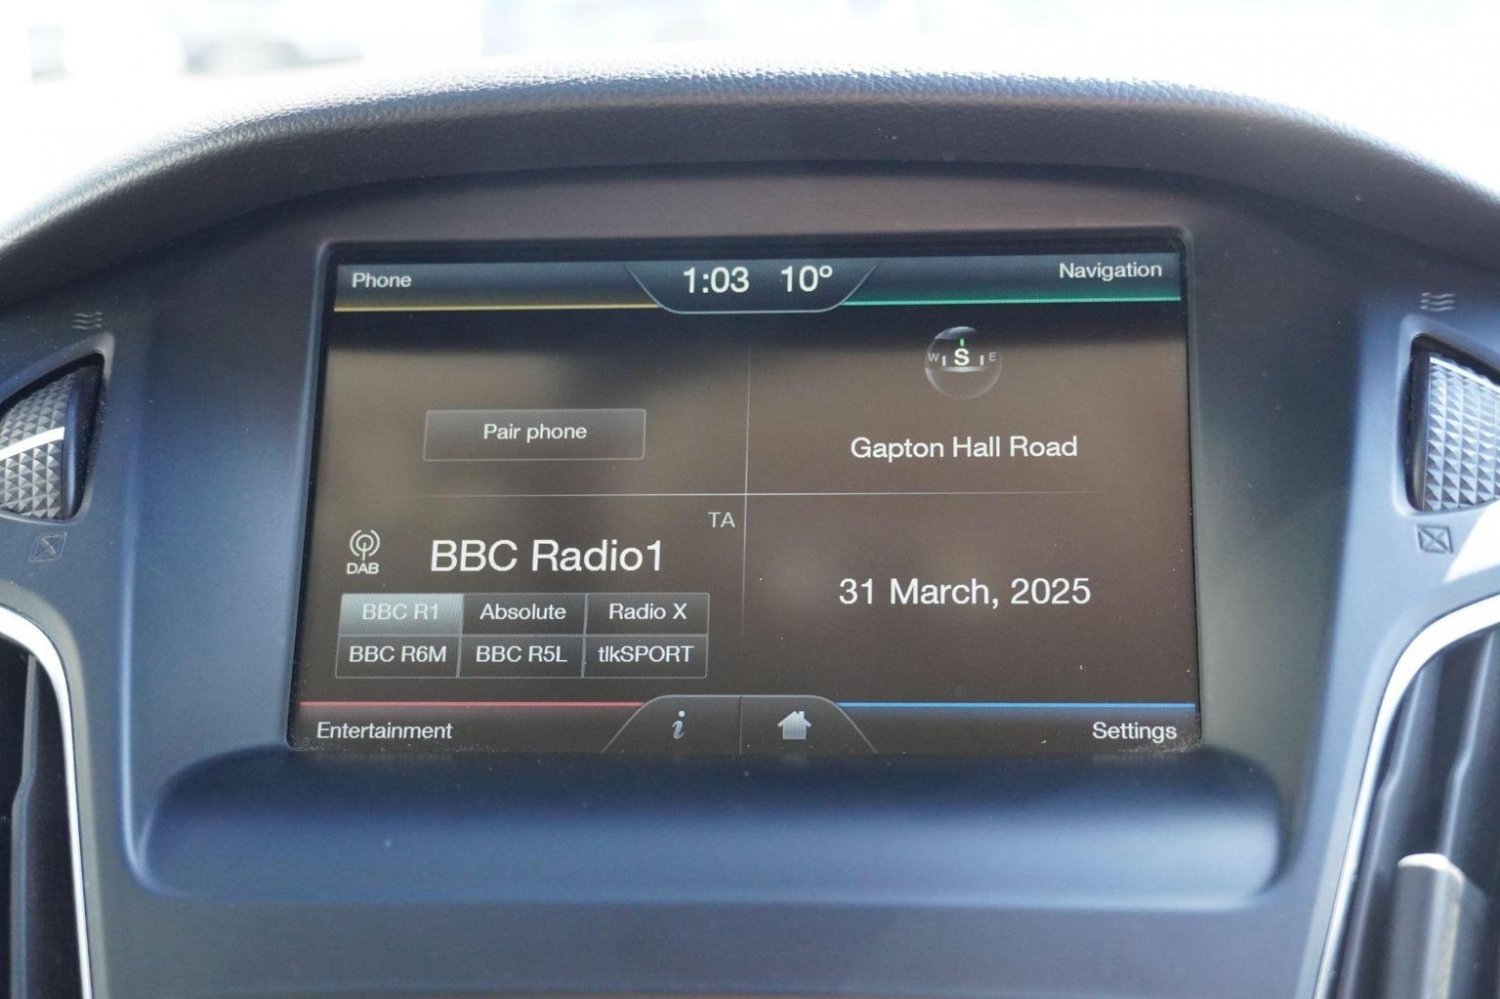 Phone
1:03 10°
Navigation
W S E
Pair phone
Gapton Hall Road
TA
DAB
BBC Radio1
BBC R1 Absolute Radio X
BBC R6M BBC R5L tlkSPORT
31 March, 2025
Entertainment
i
Settings